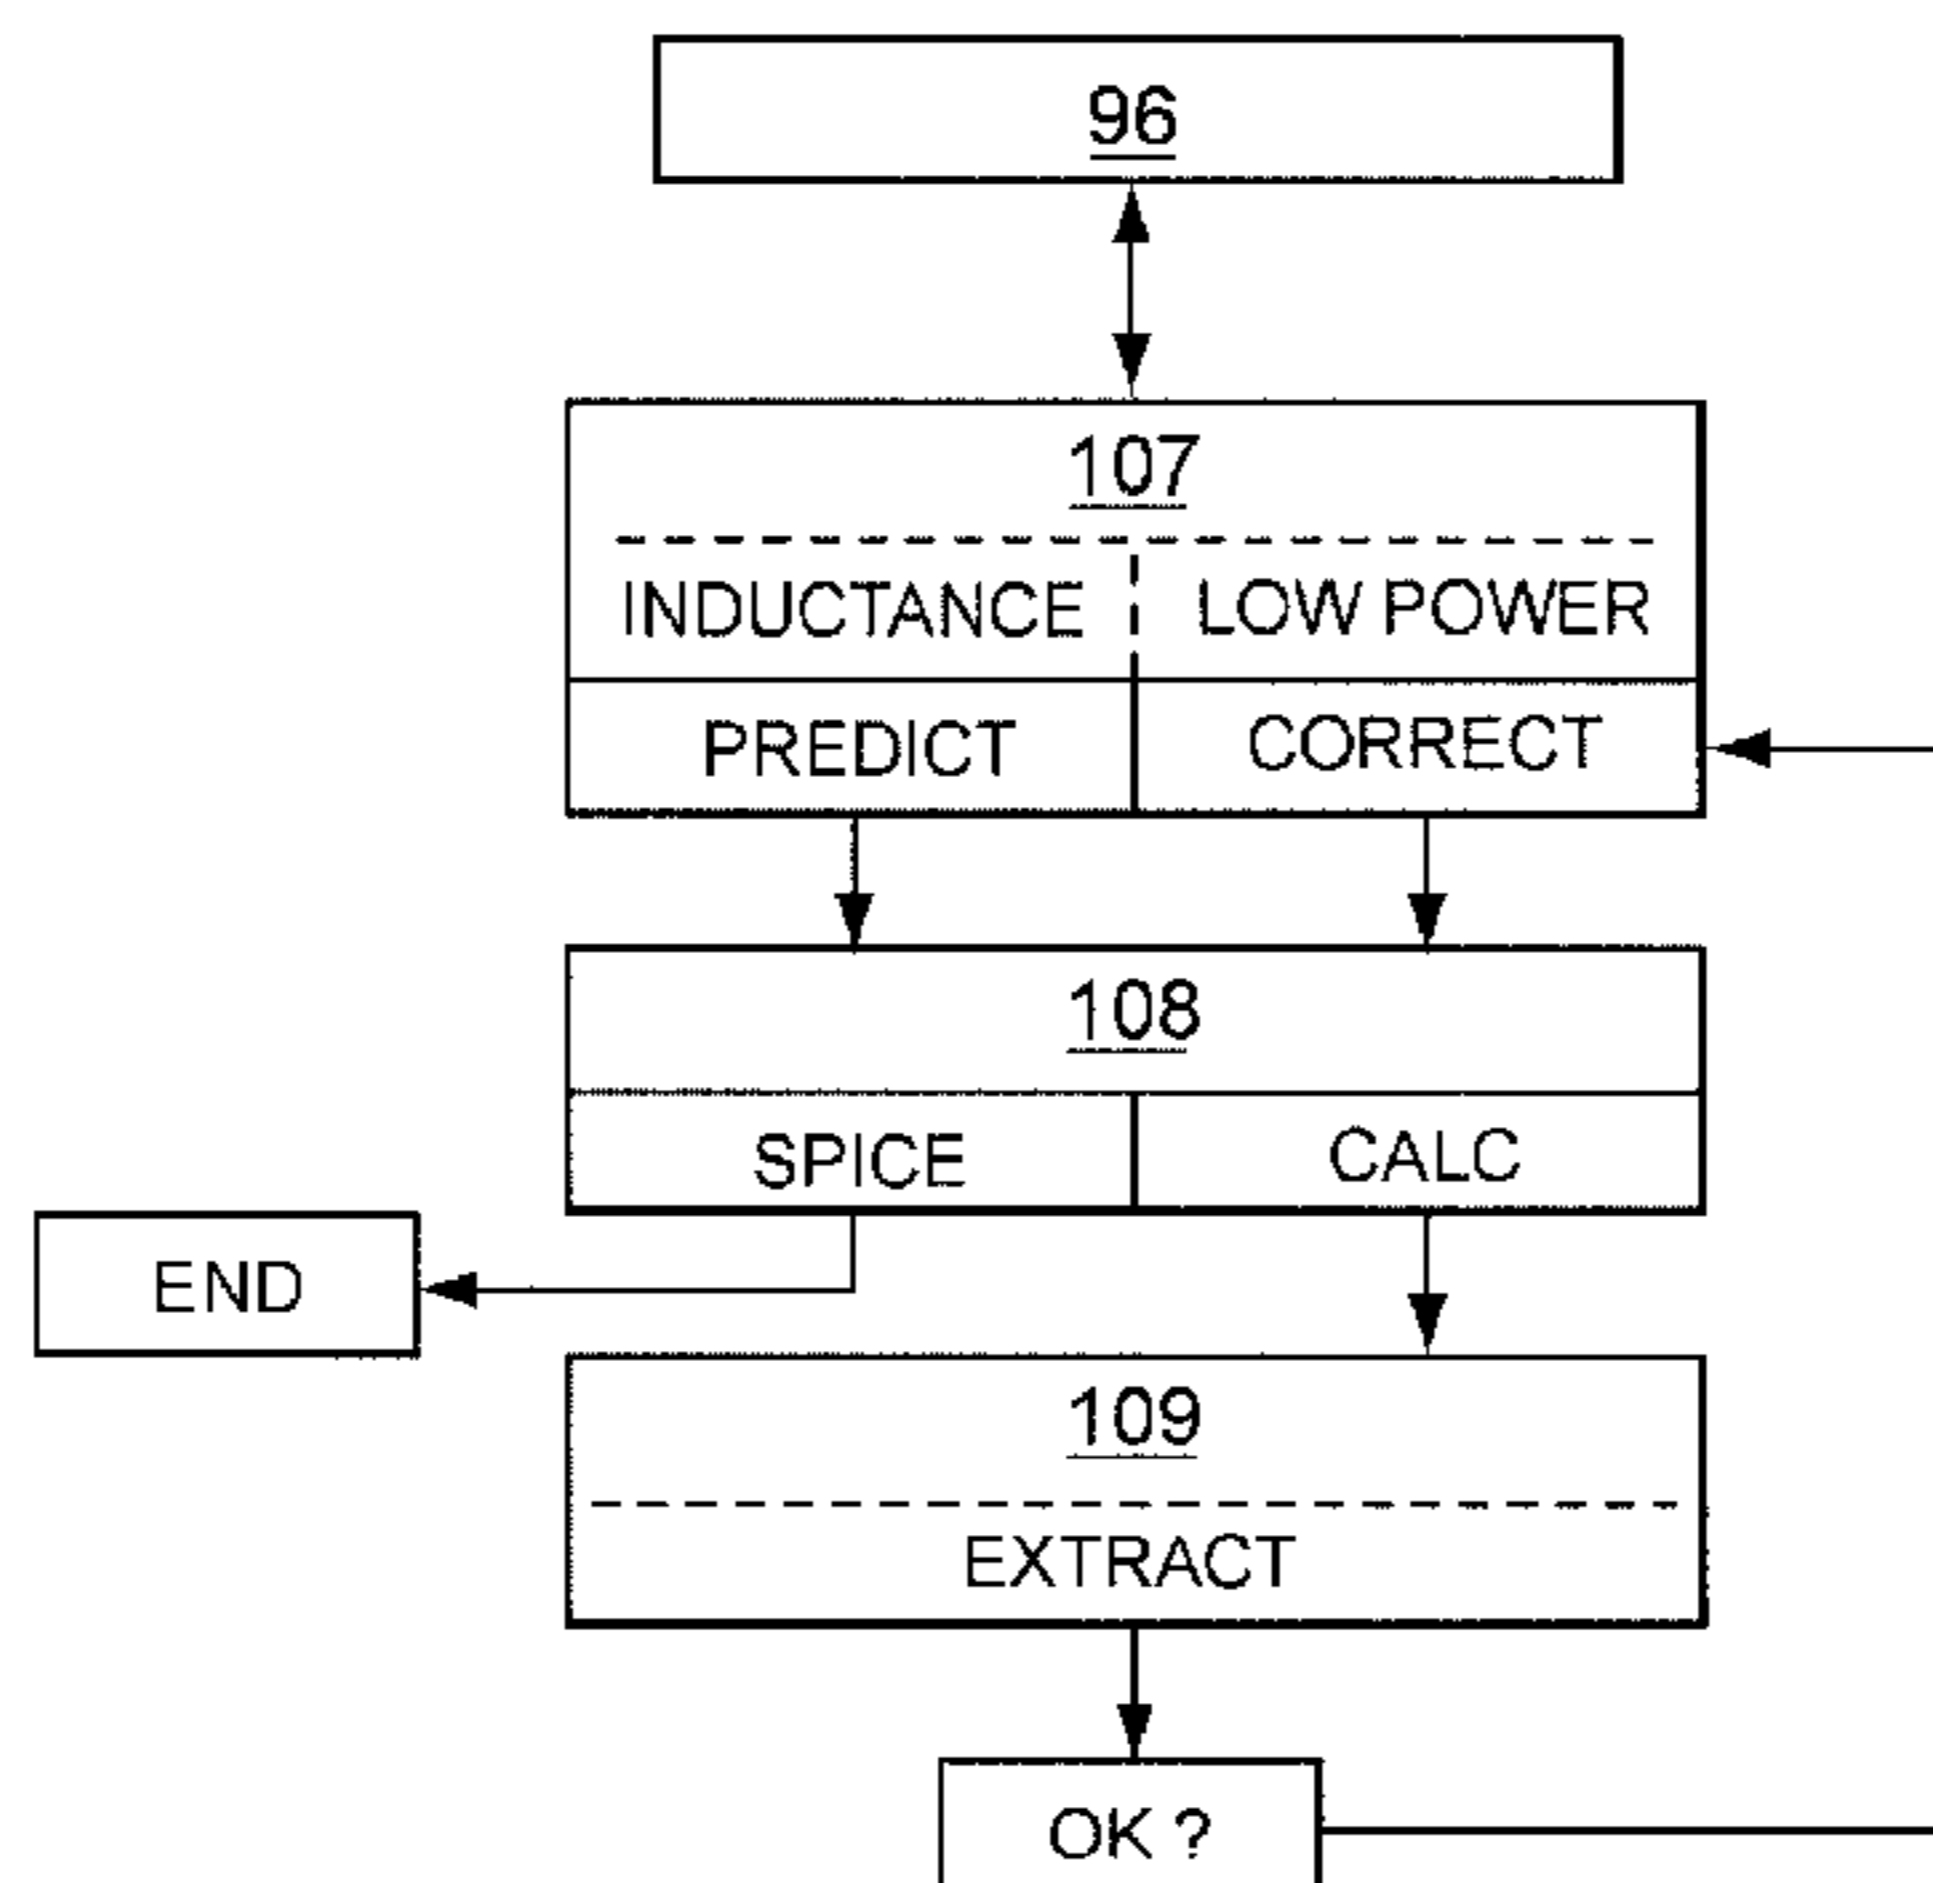 96
107
INDUCTANCE LOW POWER
PREDICT CORRECT
108
SPICE CALC
END
109
EXTRACT
OK ?